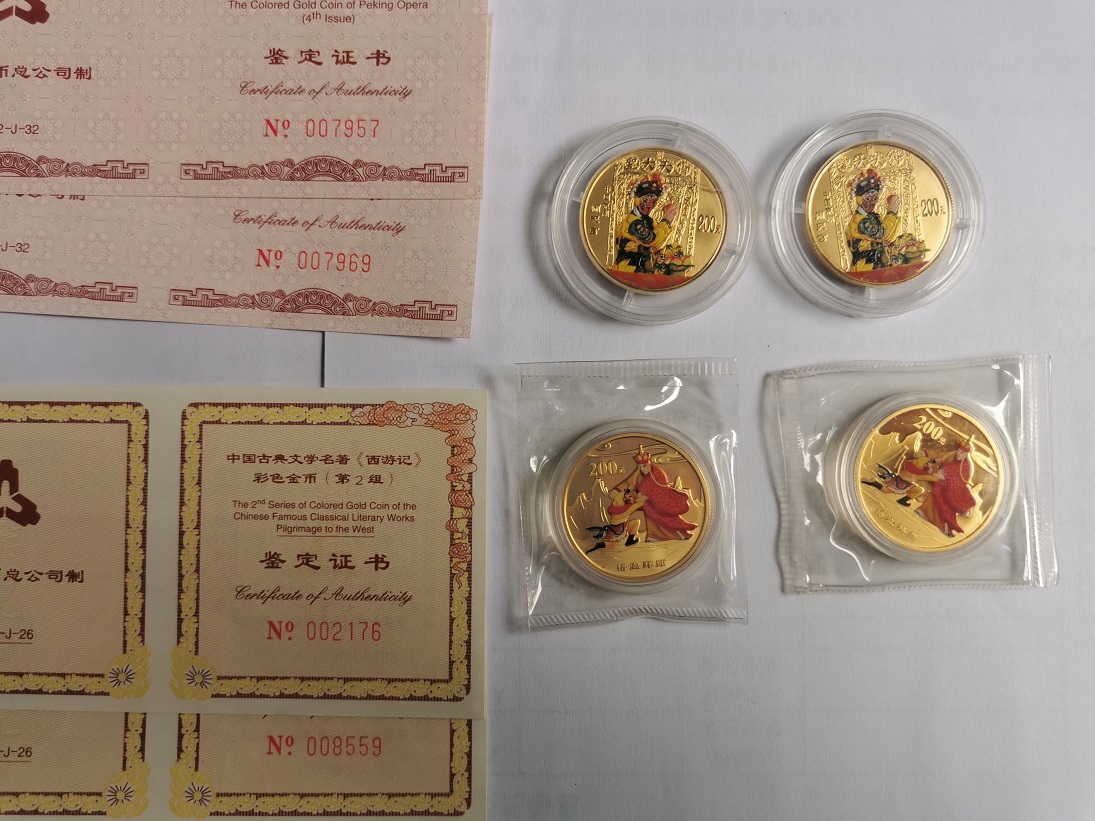 The Colored Gold Coin of Peking Opera
(4th Issue)
鉴定证书
Certificate of Authenticity
币总公司制
Nº 007957
2-J-32
Certificate of Authenticity
-J-32
Nº 007969
中国古典文学名著《西游记》
彩色金币（第2组）
The 2nd Series of Colored Gold Coin of the
Chinese Famous Classical Literary Works
Pilgrimage to the West
鉴定证书
总公司制
Certificate of Authenticity
Nº 002176
-J-26
Nº 008559
-J-26
200元
200元
200元
200元